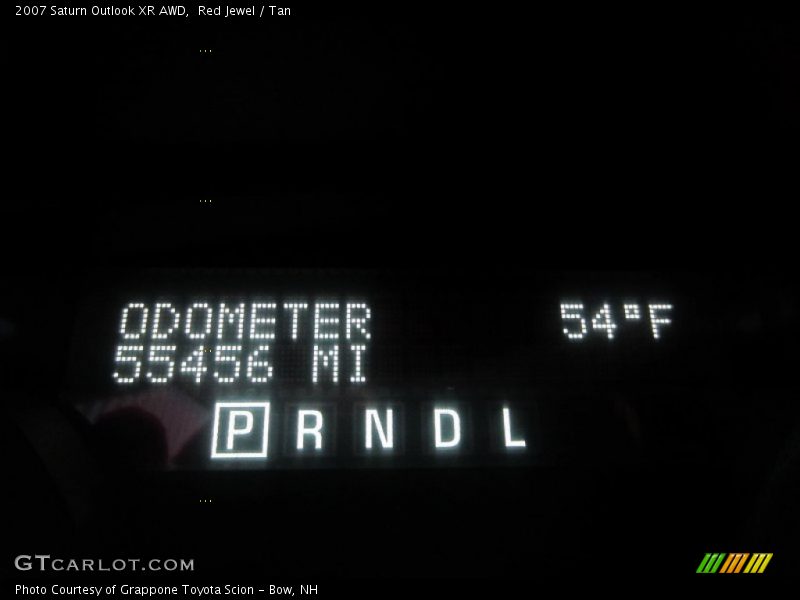 2007 Saturn Outlook XR AWD,  Red Jewel / Tan
...
...
ODOMETER 54°F
55456 MI
P R N D L
...
GTCARLOT.COM
Photo Courtesy of Grappone Toyota Scion - Bow, NH